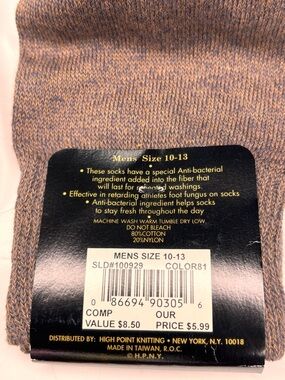 Mens Size 10-13
• These socks have a special Anti-bacterial
ingredient added into the fiber that
will last for repeated washings.
• Effective in retarding athletes foot fungus on socks
• Anti-bacterial ingredient helps socks
to stay fresh throughout the day
MACHINE WASH WARM TUMBLE DRY LOW
DO NOT BLEACH
80%COTTON
20%NYLON
MENS SIZE 10-13
SLD#100929 COLOR81
0 86694 90305 6
COMP OUR
VALUE $8.50 PRICE $5.99
DISTRIBUTED BY: HIGH POINT KNITTING • NEW YORK, N.Y. 10018
MADE IN TAIWAN, R.O.C.
© H.P.N.Y.